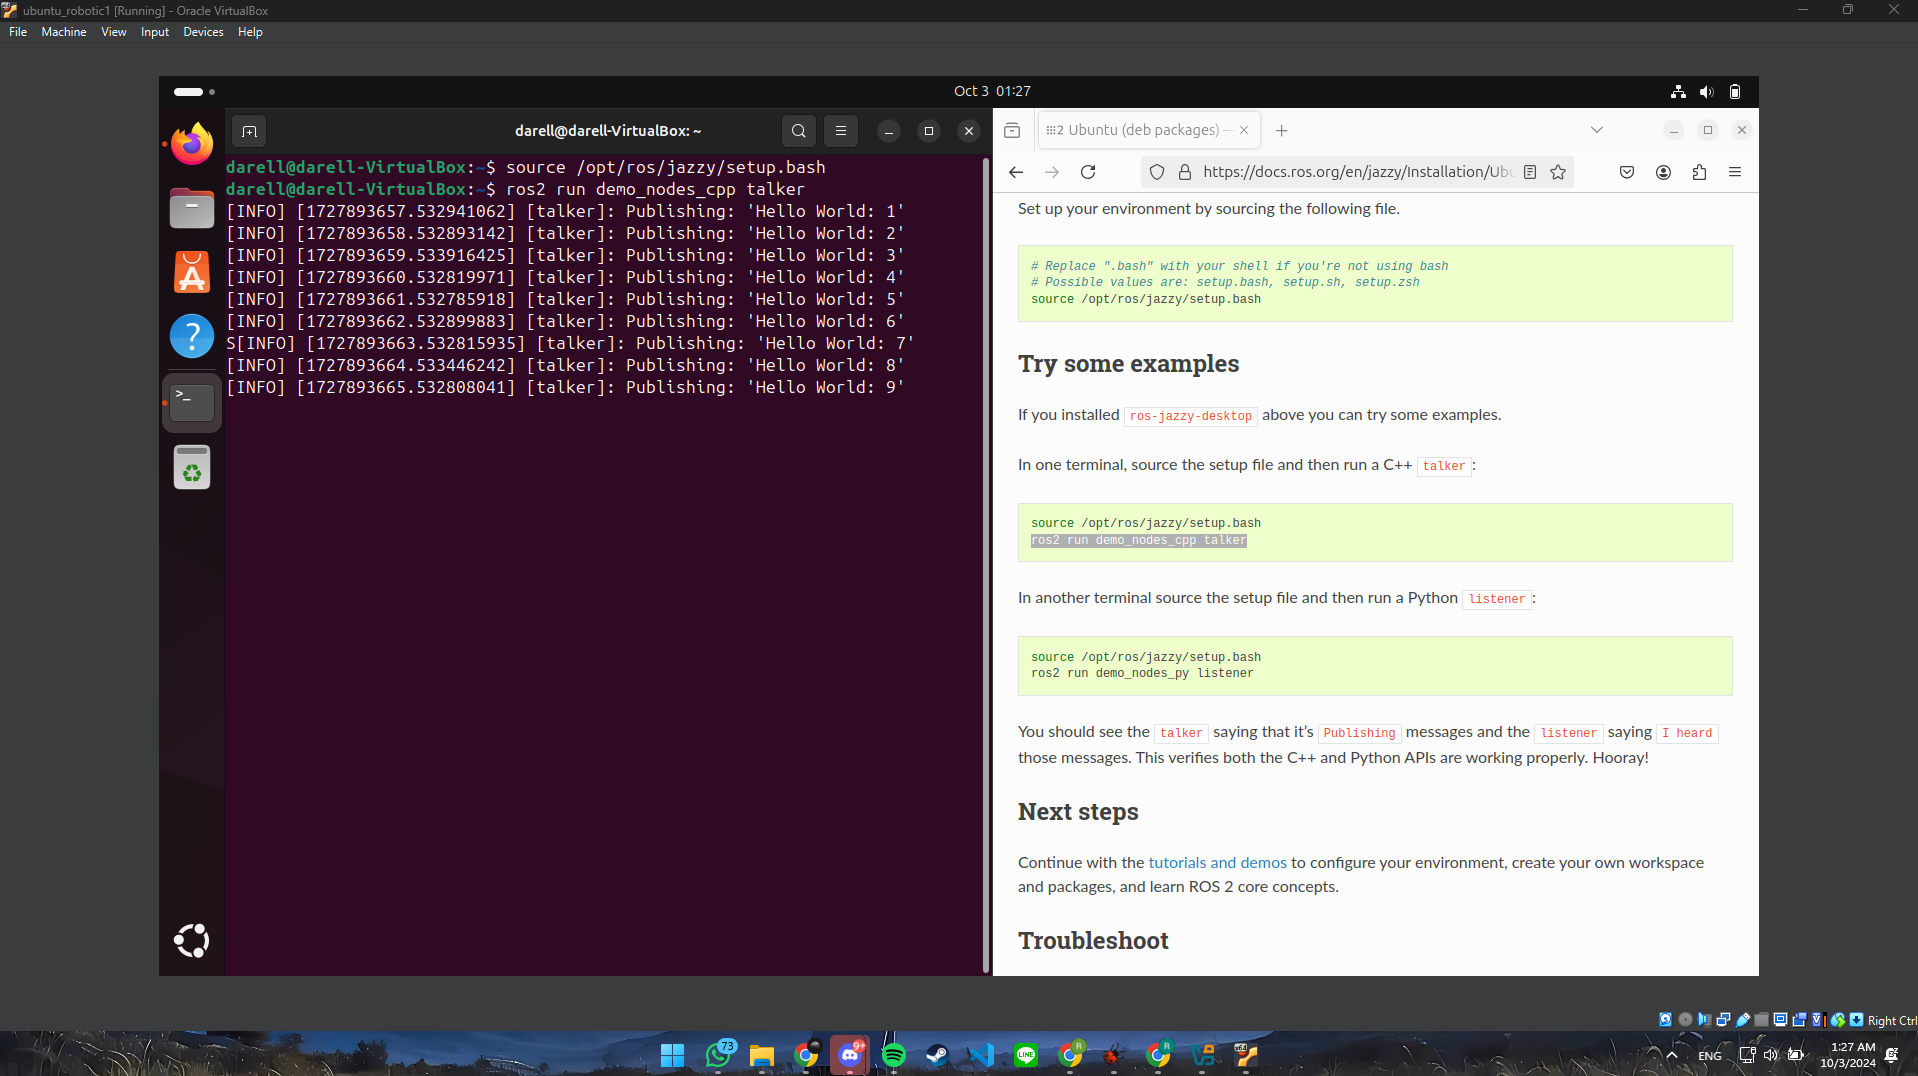 ubuntu_robotic1 [Running] - Oracle VirtualBox
File Machine View Input Devices Help
Oct 3 01:27
darell@darell-VirtualBox: ~
darell@darell-VirtualBox:~$ source /opt/ros/jazzy/setup.bash
darell@darell-VirtualBox:~$ ros2 run demo_nodes_cpp talker
[INFO] [1727893657.532941062] [talker]: Publishing: 'Hello World: 1'
[INFO] [1727893658.532893142] [talker]: Publishing: 'Hello World: 2'
[INFO] [1727893659.533916425] [talker]: Publishing: 'Hello World: 3'
[INFO] [1727893660.532819971] [talker]: Publishing: 'Hello World: 4'
[INFO] [1727893661.532785918] [talker]: Publishing: 'Hello World: 5'
[INFO] [1727893662.532899883] [talker]: Publishing: 'Hello World: 6'
S[INFO] [1727893663.532815935] [talker]: Publishing: 'Hello World: 7'
[INFO] [1727893664.533446242] [talker]: Publishing: 'Hello World: 8'
[INFO] [1727893665.532808041] [talker]: Publishing: 'Hello World: 9'
Ubuntu (deb packages) —
https://docs.ros.org/en/jazzy/Installation/Ubu
Set up your environment by sourcing the following file.
# Replace ".bash" with your shell if you're not using bash
# Possible values are: setup.bash, setup.sh, setup.zsh
source /opt/ros/jazzy/setup.bash
Try some examples
If you installed ros-jazzy-desktop above you can try some examples.
In one terminal, source the setup file and then run a C++ talker:
source /opt/ros/jazzy/setup.bash
ros2 run demo_nodes_cpp talker
In another terminal source the setup file and then run a Python listener:
source /opt/ros/jazzy/setup.bash
ros2 run demo_nodes_py listener
You should see the talker saying that it's Publishing messages and the listener saying I heard
those messages. This verifies both the C++ and Python APIs are working properly. Hooray!
Next steps
Continue with the tutorials and demos to configure your environment, create your own workspace
and packages, and learn ROS 2 core concepts.
Troubleshoot
Right Ctrl
73
9+
LINE
R
R
x64
ENG
1:27 AM
10/3/2024